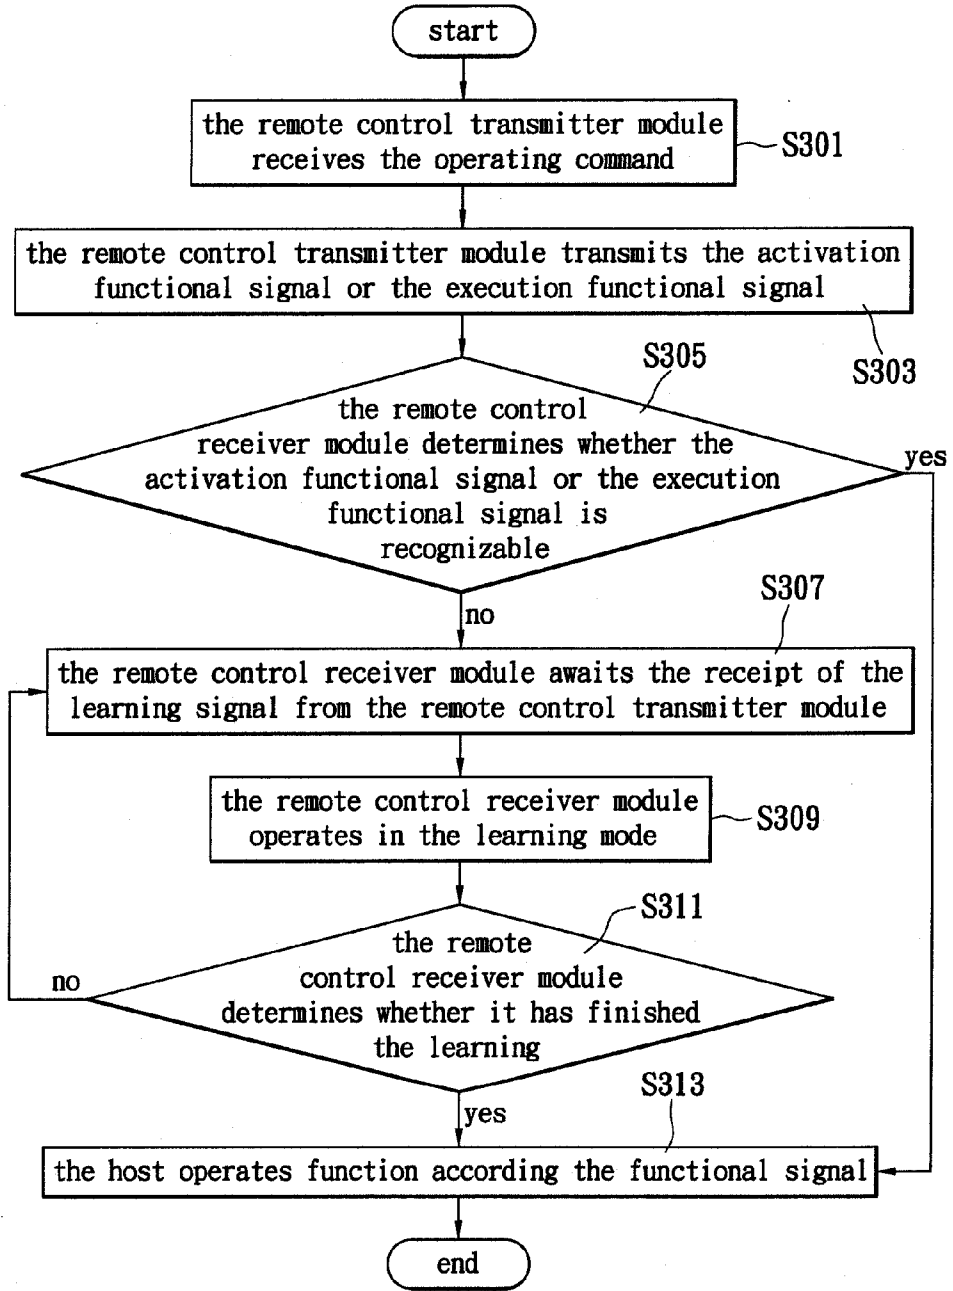 start
the remote control transmitter module
receives the operating command
S301
the remote control transmitter module transmits the activation
functional signal or the execution functional signal
S303
S305
the remote control
receiver module determines whether the
activation functional signal or the execution
functional signal is
recognizable
yes
no
S307
the remote control receiver module awaits the receipt of the
learning signal from the remote control transmitter module
the remote control receiver module
operates in the learning mode
S309
S311
the remote
control receiver module
determines whether it has finished
the learning
no
yes
S313
the host operates function according the functional signal
end